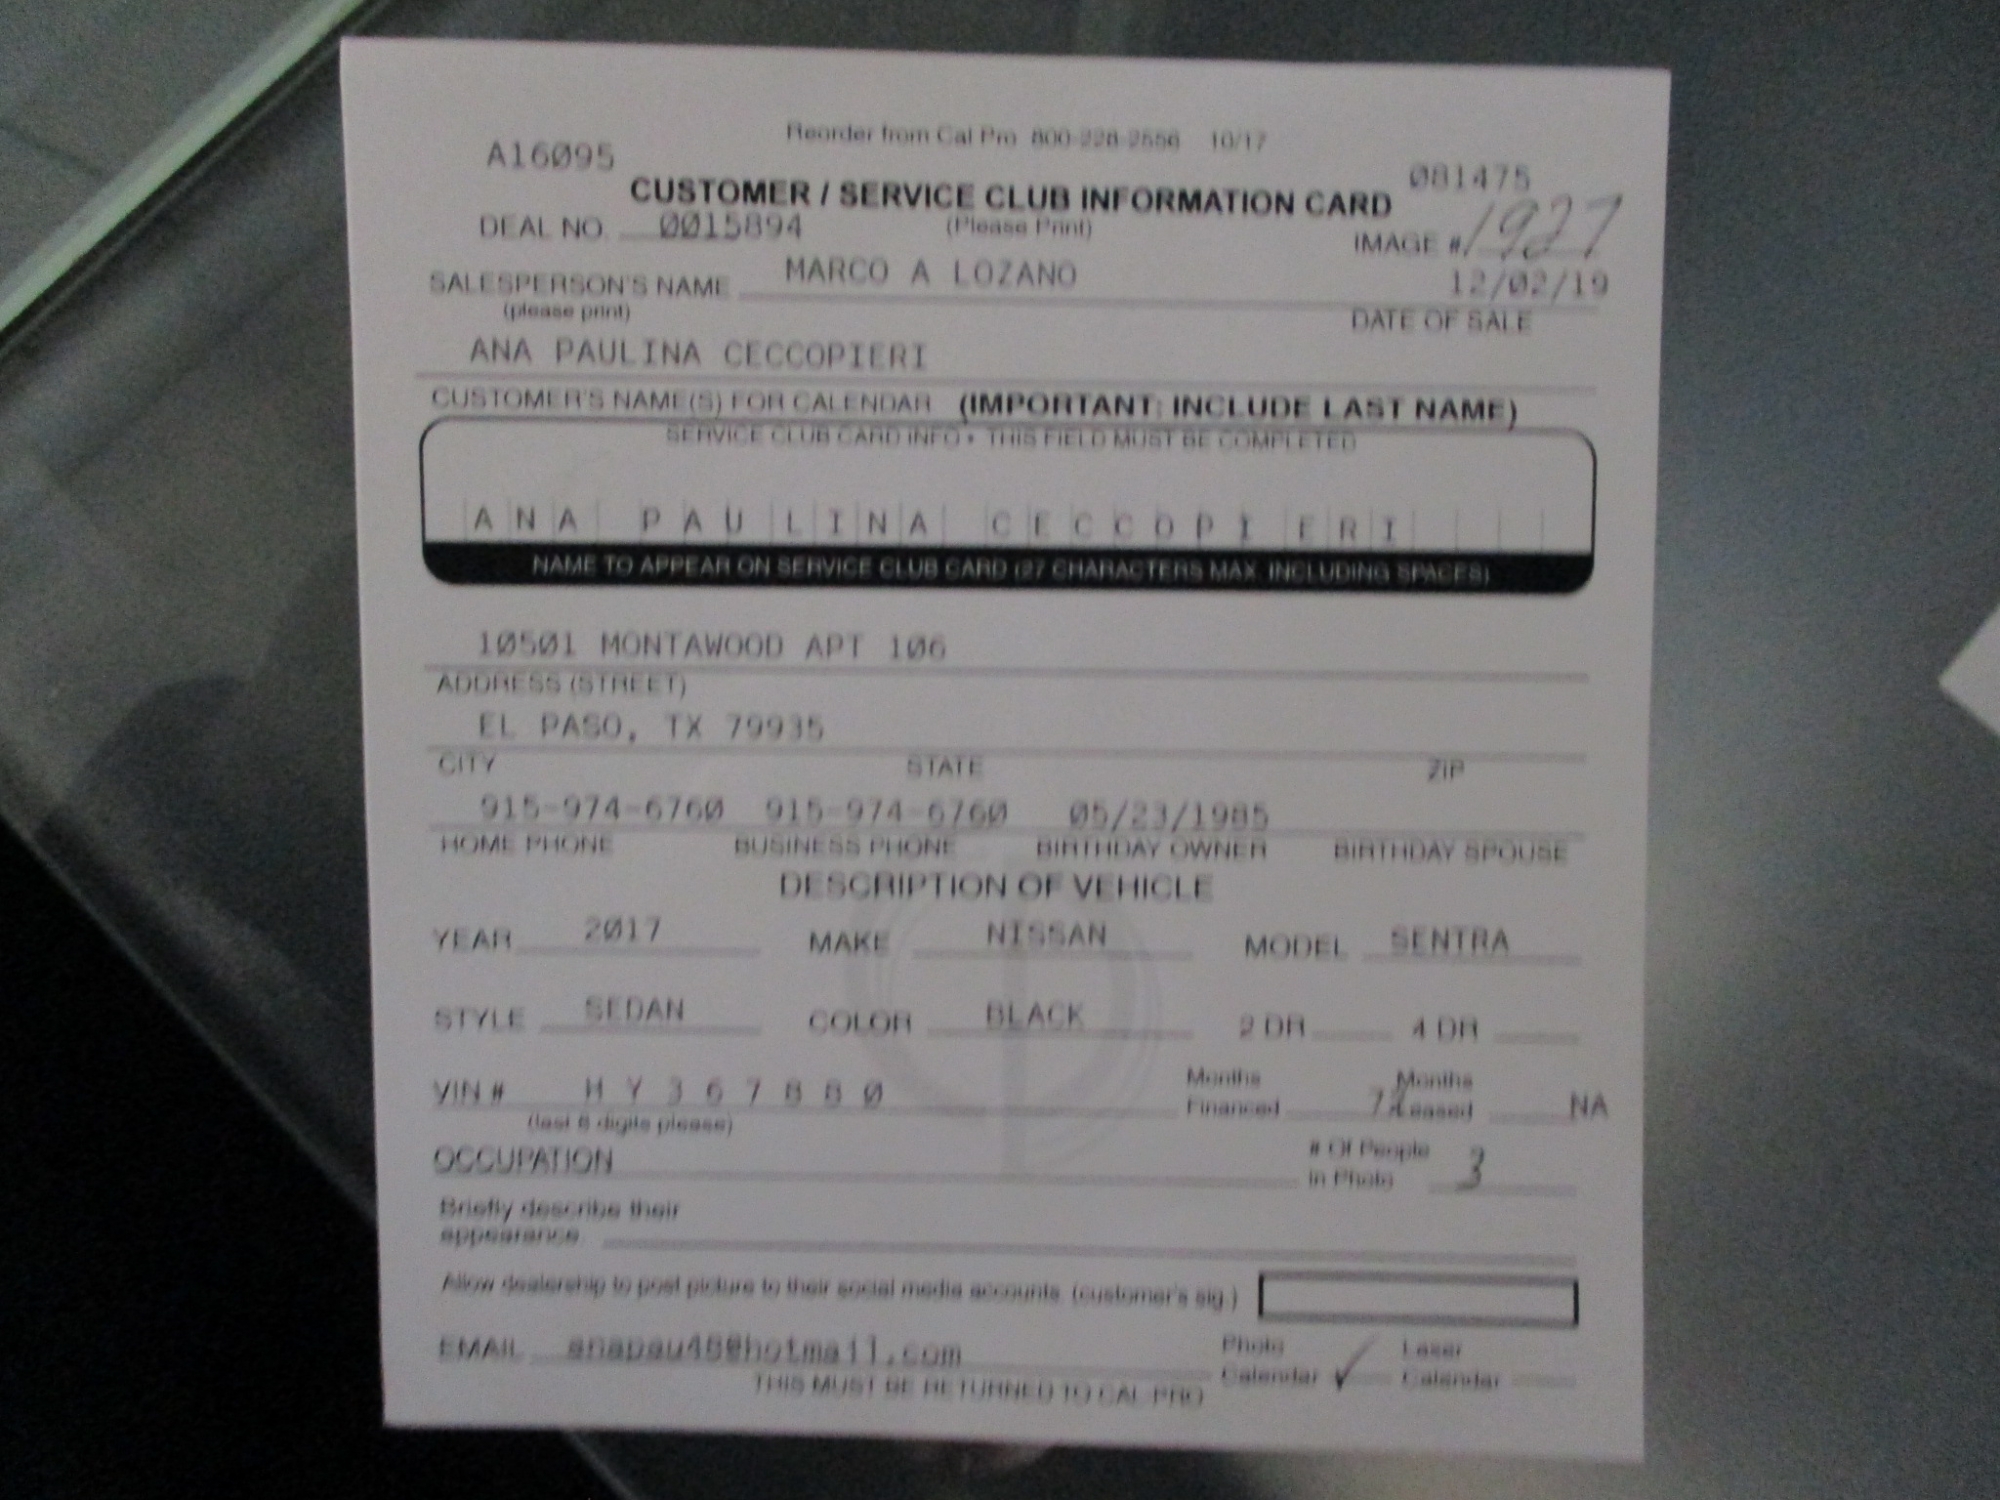 Reorder from Cal Pro 800-228-2556 10/17
A16095 081475
CUSTOMER / SERVICE CLUB INFORMATION CARD
DEAL NO. 0015894 (Please Print) IMAGE # 1927
SALESPERSON'S NAME MARCO A LOZANO 12/02/19
(please print) DATE OF SALE
ANA PAULINA CECCOPIERI
CUSTOMER'S NAME(S) FOR CALENDAR (IMPORTANT: INCLUDE LAST NAME)
SERVICE CLUB CARD INFO • THIS FIELD MUST BE COMPLETED
ANA PAULINA CECCOPIERI
NAME TO APPEAR ON SERVICE CLUB CARD (27 CHARACTERS MAX. INCLUDING SPACES)
10501 MONTAWOOD APT 106
ADDRESS (STREET)
EL PASO, TX 79935
CITY STATE ZIP
915-974-6760 915-974-6760 05/23/1985
HOME PHONE BUSINESS PHONE BIRTHDAY OWNER BIRTHDAY SPOUSE
DESCRIPTION OF VEHICLE
YEAR 2017 MAKE NISSAN MODEL SENTRA
STYLE SEDAN COLOR BLACK 2 DR 4 DR
VIN # HY367880 Months Financed Months Leased NA
(last 8 digits please)
OCCUPATION # Of People in Photo 3
Briefly describe their
appearance
Allow dealership to post picture to their social media accounts (customer's sig.)
EMAIL Photo Calendar ✓ Laser Calendar
THIS MUST BE RETURNED TO CAL PRO